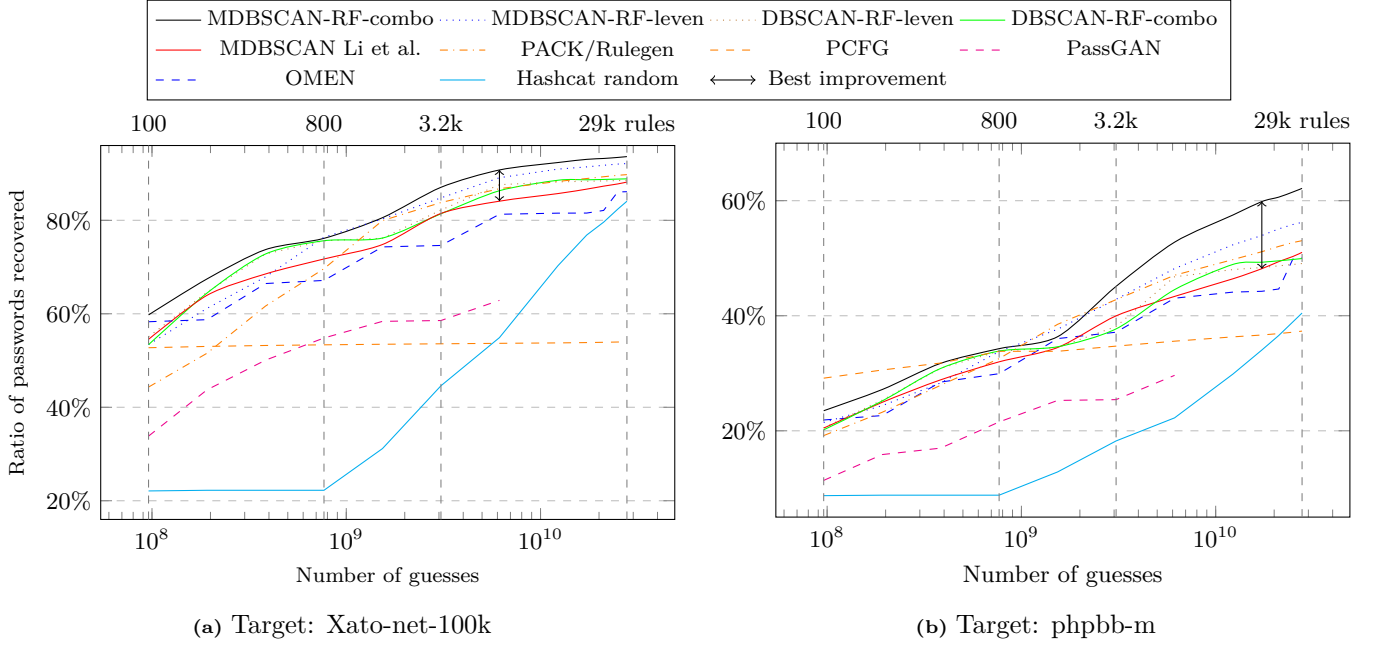 MDBSCAN-RF-combo MDBSCAN-RF-leven DBSCAN-RF-leven DBSCAN-RF-combo
MDBSCAN Li et al. PACK/Rulegen PCFG PassGAN
OMEN Hashcat random Best improvement
100 800 3.2k 29k rules
80%
60%
40%
20%
Ratio of passwords recovered
10^8 10^9 10^10
Number of guesses
(a) Target: Xato-net-100k
100 800 3.2k 29k rules
60%
40%
20%
10^8 10^9 10^10
Number of guesses
(b) Target: phpbb-m